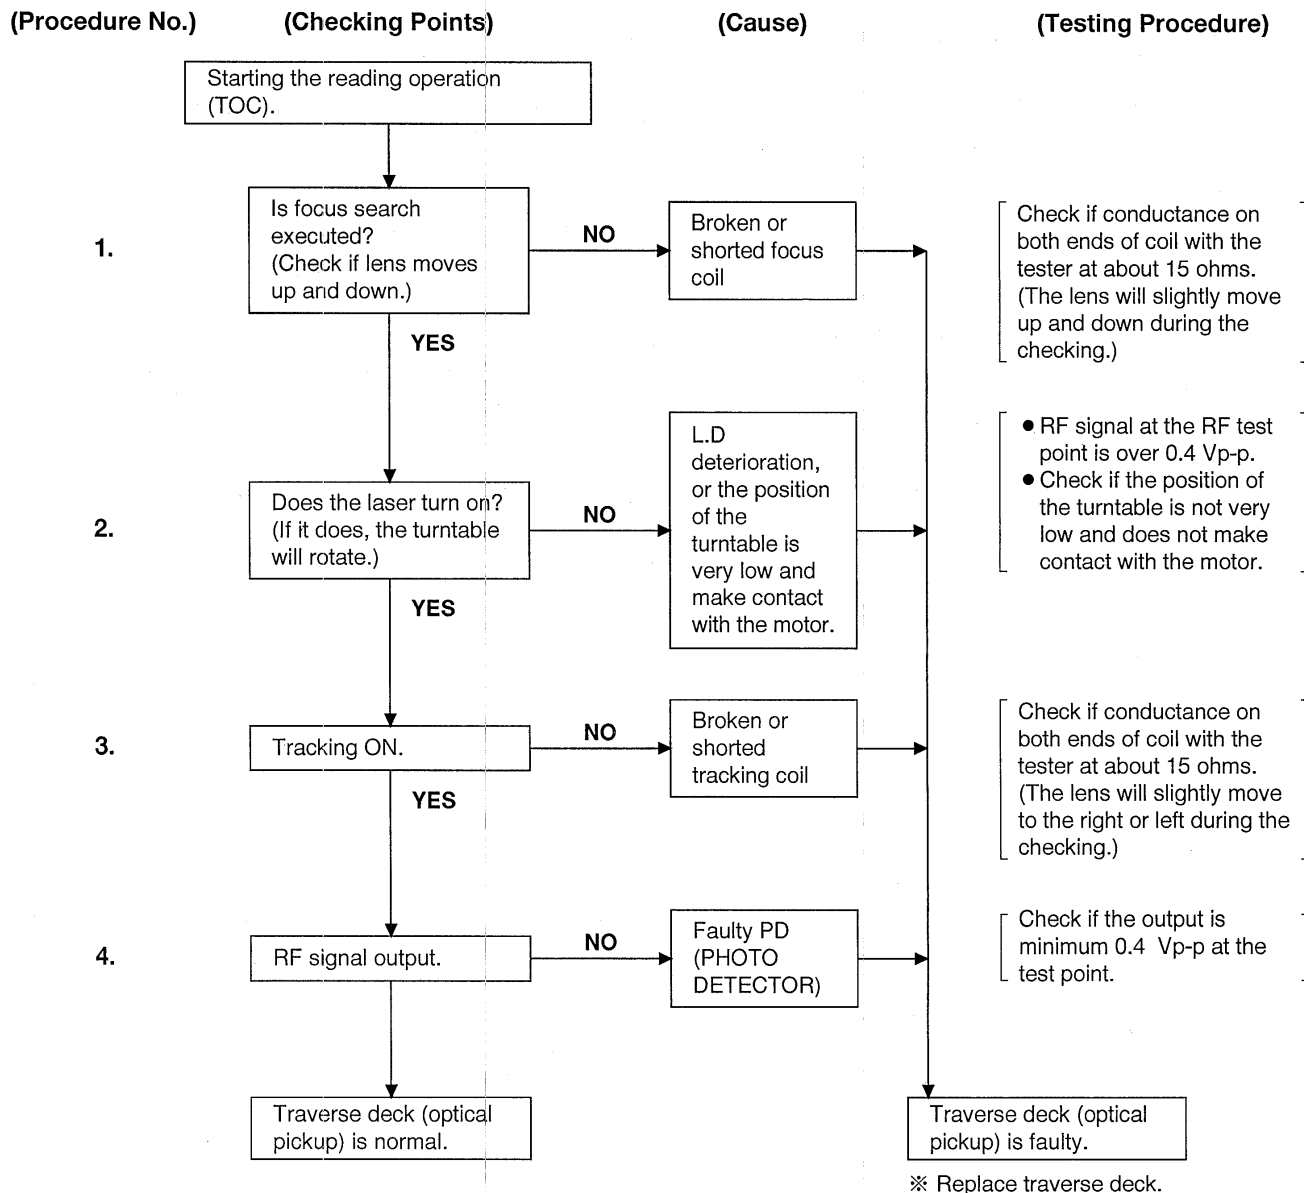 (Procedure No.) (Checking Points) (Cause) (Testing Procedure)
Starting the reading operation
(TOC).
1.
Is focus search
executed?
(Check if lens moves
up and down.)
NO
Broken or
shorted focus
coil
Check if conductance on
both ends of coil with the
tester at about 15 ohms.
(The lens will slightly move
up and down during the
checking.)
YES
2.
Does the laser turn on?
(If it does, the turntable
will rotate.)
NO
L.D
deterioration,
or the position
of the
turntable is
very low and
make contact
with the motor.
● RF signal at the RF test
point is over 0.4 Vp-p.
● Check if the position of
the turntable is not very
low and does not make
contact with the motor.
YES
3.
Tracking ON.
NO
Broken or
shorted
tracking coil
Check if conductance on
both ends of coil with the
tester at about 15 ohms.
(The lens will slightly move
to the right or left during the
checking.)
YES
4.
RF signal output.
NO
Faulty PD
(PHOTO
DETECTOR)
Check if the output is
minimum 0.4 Vp-p at the
test point.
Traverse deck (optical
pickup) is normal.
Traverse deck (optical
pickup) is faulty.
※ Replace traverse deck.